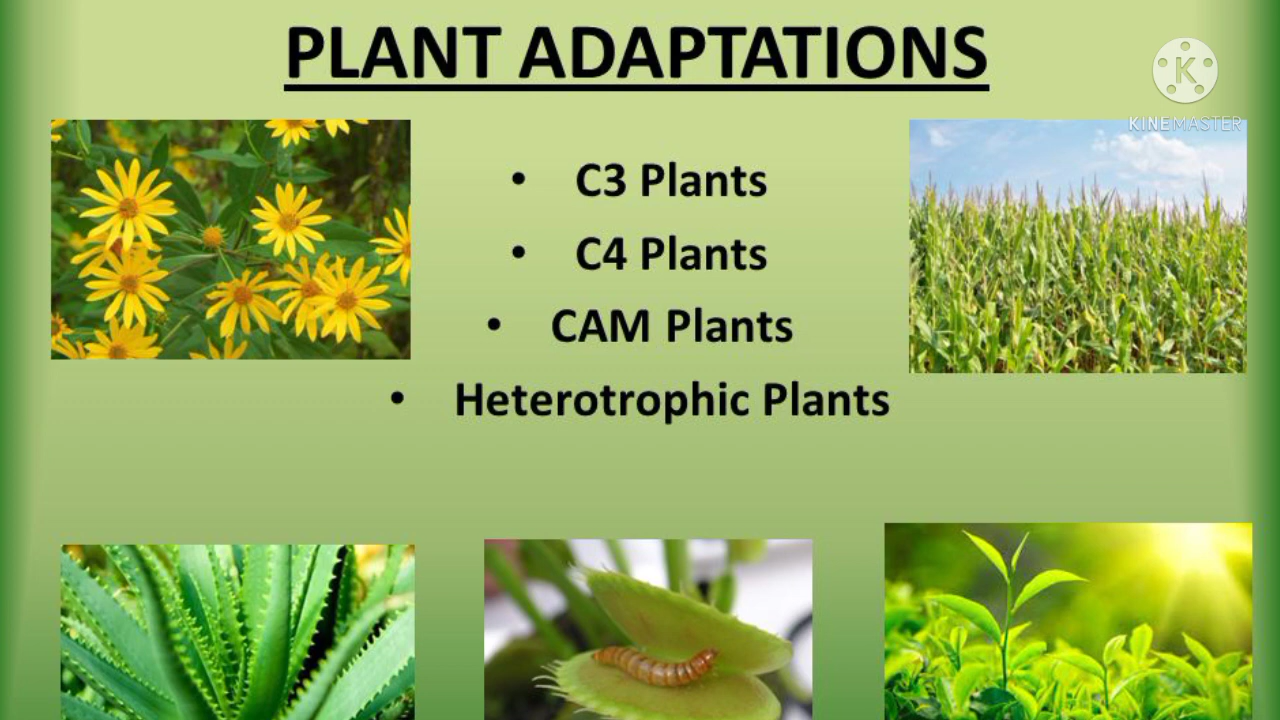 PLANT ADAPTATIONS
K
KINEMASTER
• C3 Plants
• C4 Plants
• CAM Plants
• Heterotrophic Plants